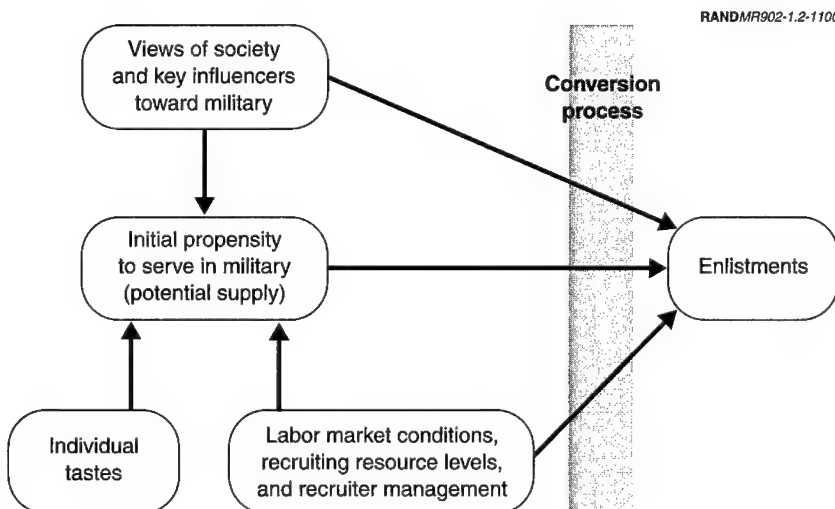 RANDMR902-1.2-1100
Views of society
and key influencers
toward military
Conversion
process
Initial propensity
to serve in military
(potential supply)
Enlistments
Individual
tastes
Labor market conditions,
recruiting resource levels,
and recruiter management